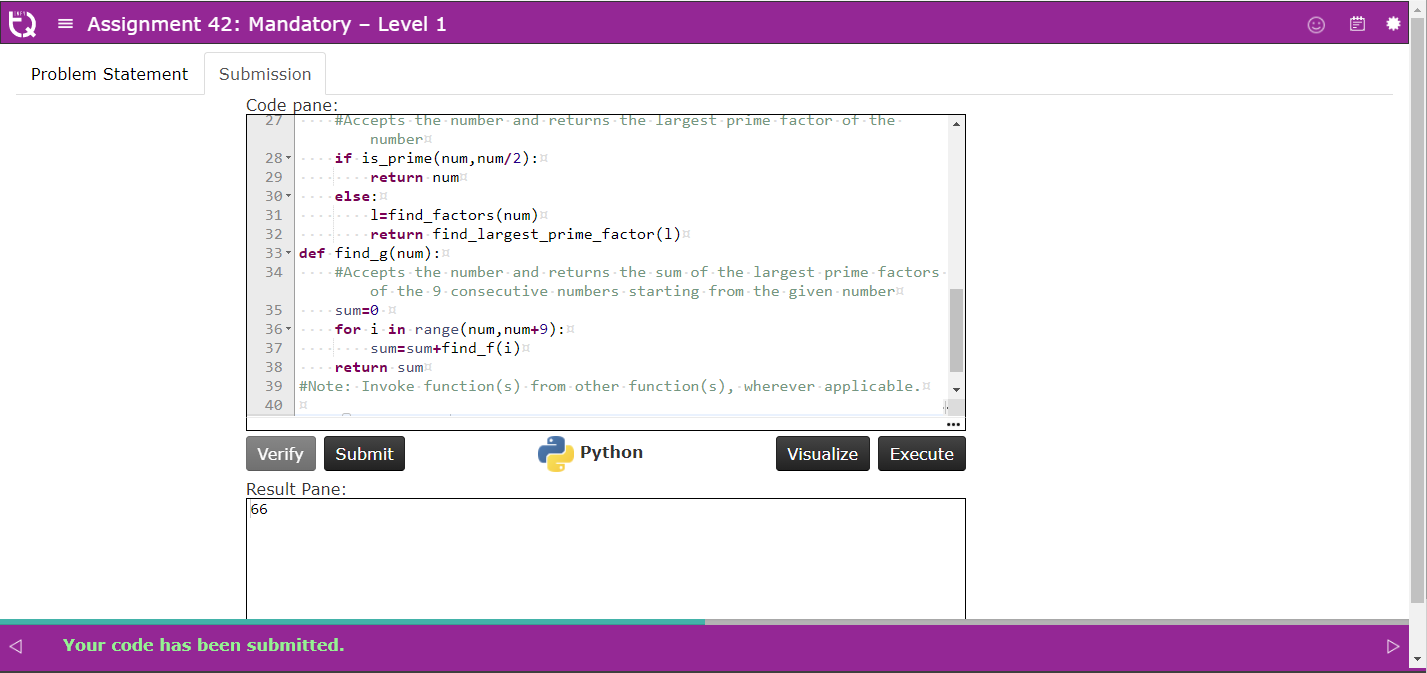 Assignment 42: Mandatory – Level 1
Problem Statement
Submission
Code pane:
27 #Accepts the number and returns the largest prime factor of the
number
28 if is_prime(num,num/2):
29 return num
30 else:
31 l=find_factors(num)
32 return find_largest_prime_factor(l)
33 def find_g(num):
34 #Accepts the number and returns the sum of the largest prime factors
of the 9 consecutive numbers starting from the given number
35 sum=0
36 for i in range(num,num+9):
37 sum=sum+find_f(i)
38 return sum
39 #Note: Invoke function(s) from other function(s), wherever applicable.
40
Verify
Submit
Python
Visualize
Execute
Result Pane:
66
Your code has been submitted.